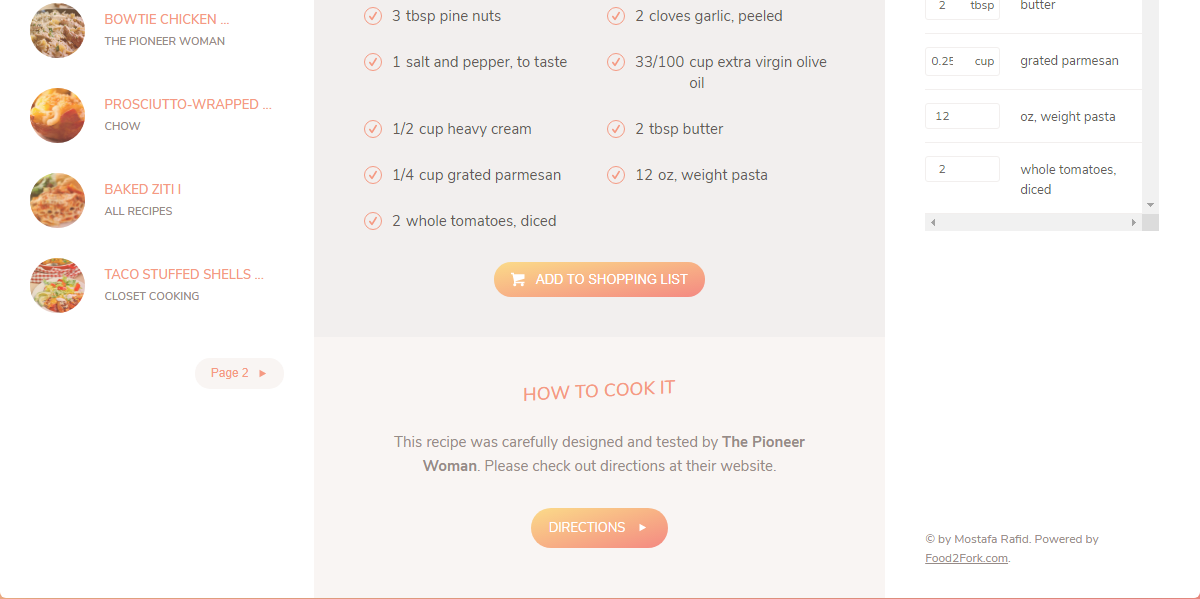 BOWTIE CHICKEN ...
THE PIONEER WOMAN
PROSCIUTTO-WRAPPED ...
CHOW
BAKED ZITI I
ALL RECIPES
TACO STUFFED SHELLS ...
CLOSET COOKING
Page 2
3 tbsp pine nuts
2 cloves garlic, peeled
1 salt and pepper, to taste
33/100 cup extra virgin olive
oil
1/2 cup heavy cream
2 tbsp butter
1/4 cup grated parmesan
12 oz, weight pasta
2 whole tomatoes, diced
ADD TO SHOPPING LIST
HOW TO COOK IT
This recipe was carefully designed and tested by The Pioneer
Woman. Please check out directions at their website.
DIRECTIONS
2 tbsp butter
0.25 cup grated parmesan
12 oz, weight pasta
2 whole tomatoes,
diced
© by Mostafa Rafid. Powered by
Food2Fork.com.